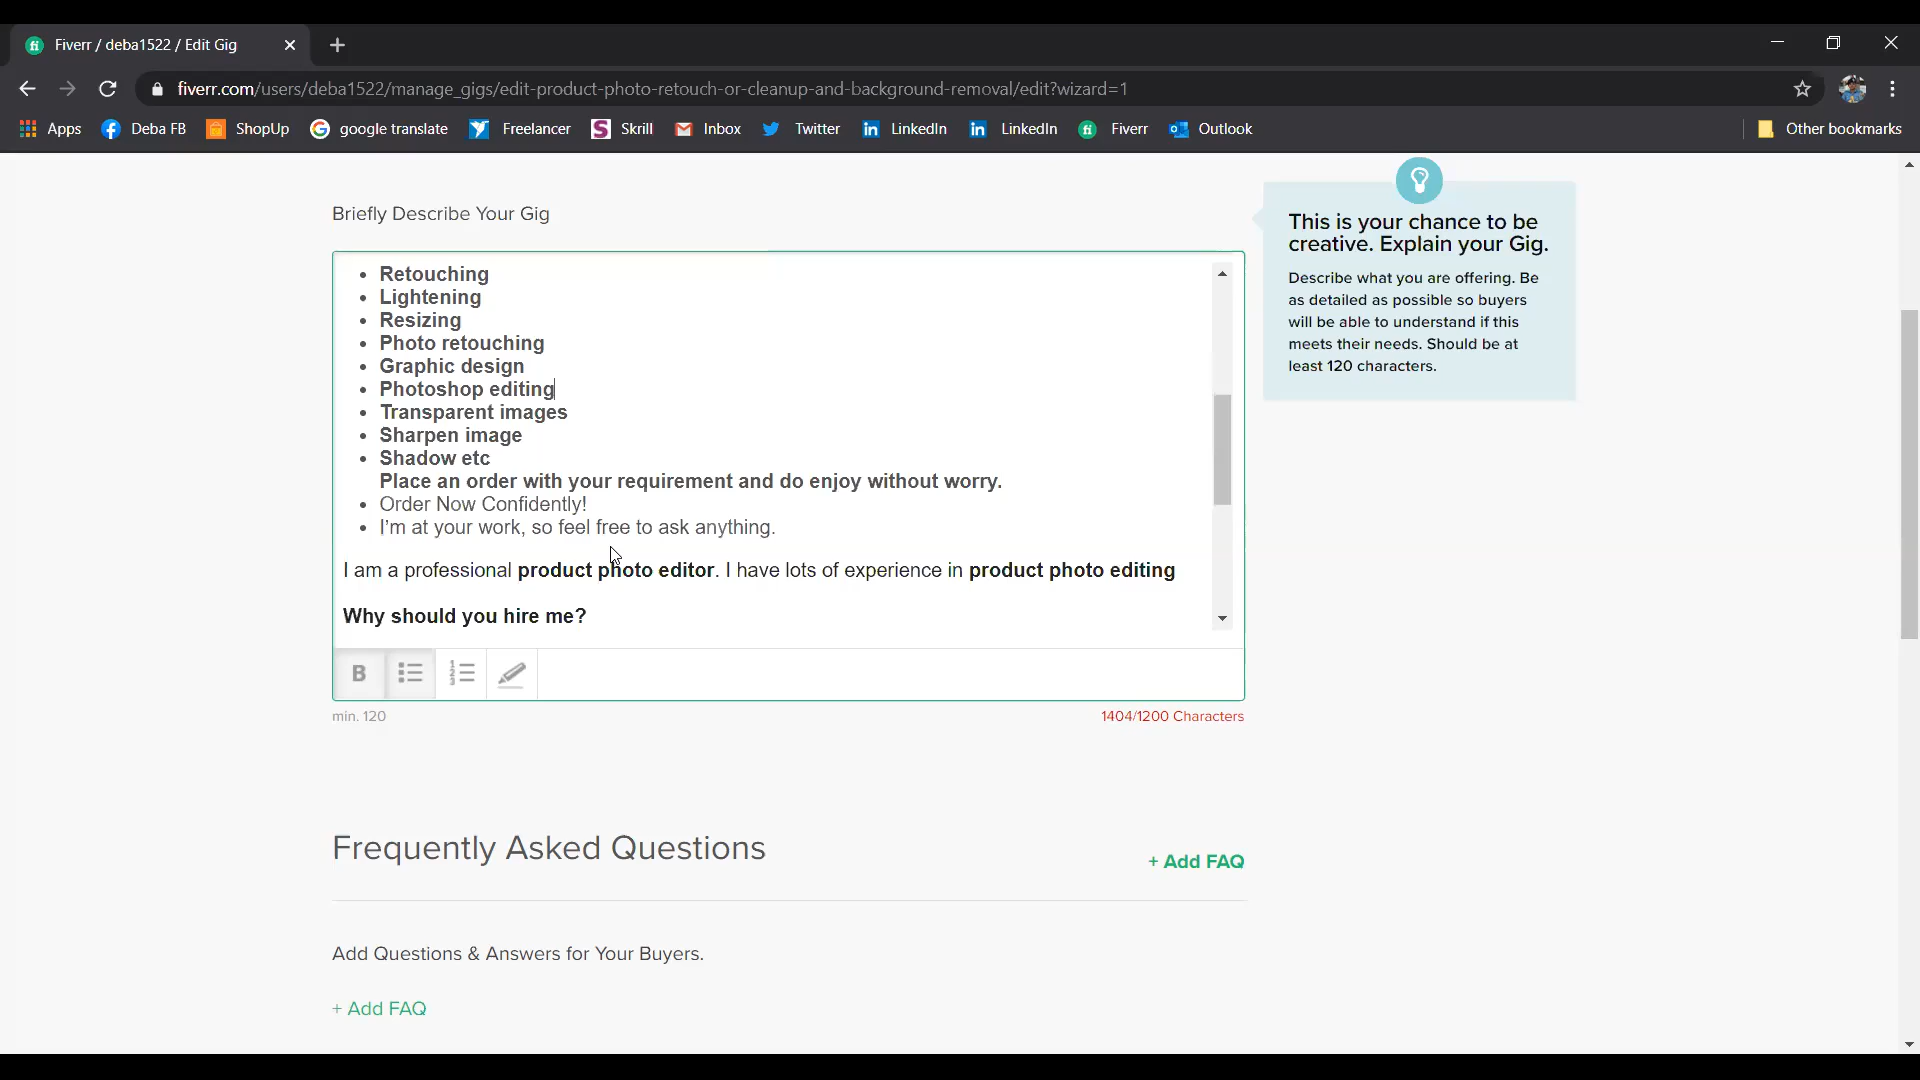 Fiverr / deba1522 / Edit Gig
fiverr.com/users/deba1522/manage_gigs/edit-product-photo-retouch-or-cleanup-and-background-removal/edit?wizard=1
Apps Deba FB ShopUp google translate Freelancer Skrill Inbox Twitter LinkedIn LinkedIn Fiverr Outlook Other bookmarks
Briefly Describe Your Gig
Retouching
Lightening
Resizing
Photo retouching
Graphic design
Photoshop editing
Transparent images
Sharpen image
Shadow etc
Place an order with your requirement and do enjoy without worry.
Order Now Confidently!
I'm at your work, so feel free to ask anything.
I am a professional product photo editor. I have lots of experience in product photo editing
Why should you hire me?
B
min. 120
1404/1200 Characters
This is your chance to be
creative. Explain your Gig.
Describe what you are offering. Be
as detailed as possible so buyers
will be able to understand if this
meets their needs. Should be at
least 120 characters.
Frequently Asked Questions
+ Add FAQ
Add Questions & Answers for Your Buyers.
+ Add FAQ